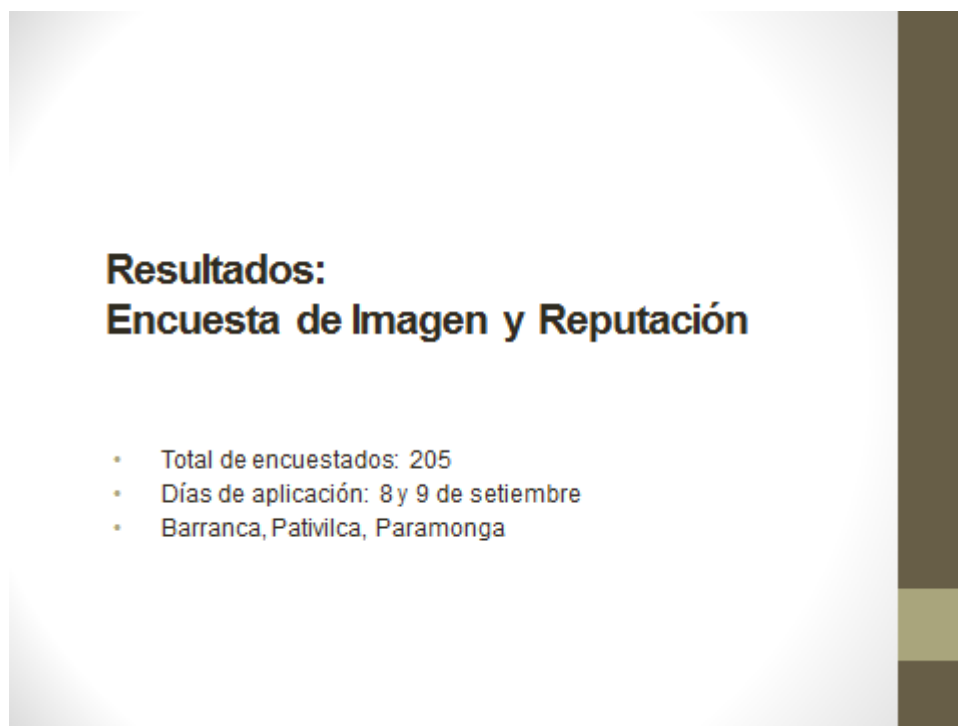 Resultados:
Encuesta de Imagen y Reputación
• Total de encuestados: 205
• Días de aplicación: 8 y 9 de setiembre
• Barranca, Pativilca, Paramonga